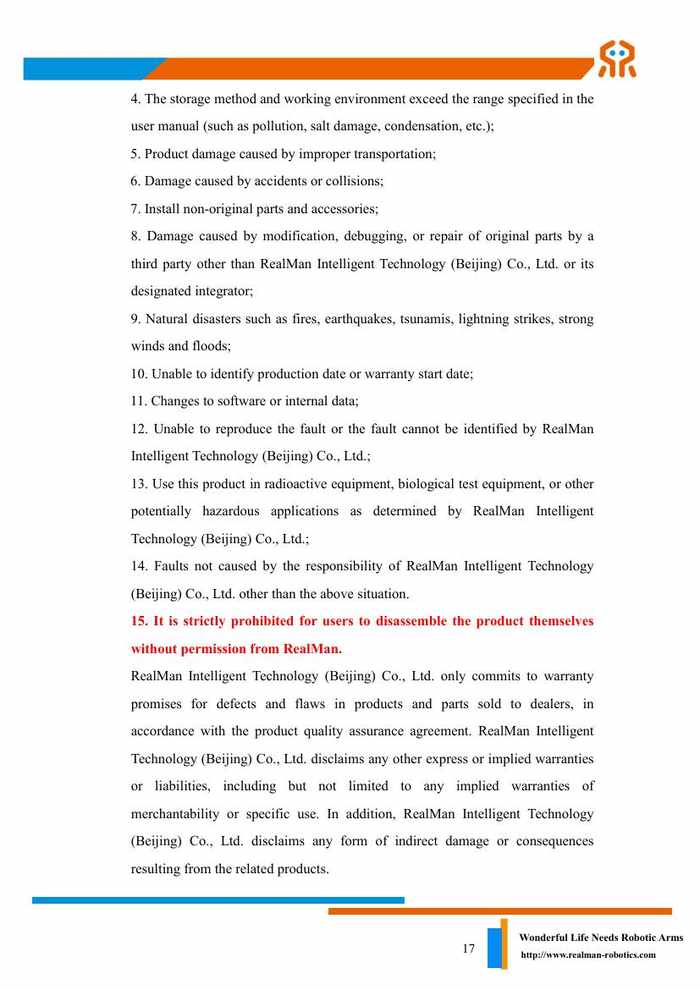 4. The storage method and working environment exceed the range specified in the
user manual (such as pollution, salt damage, condensation, etc.);
5. Product damage caused by improper transportation;
6. Damage caused by accidents or collisions;
7. Install non-original parts and accessories;
8. Damage caused by modification, debugging, or repair of original parts by a
third party other than RealMan Intelligent Technology (Beijing) Co., Ltd. or its
designated integrator;
9. Natural disasters such as fires, earthquakes, tsunamis, lightning strikes, strong
winds and floods;
10. Unable to identify production date or warranty start date;
11. Changes to software or internal data;
12. Unable to reproduce the fault or the fault cannot be identified by RealMan
Intelligent Technology (Beijing) Co., Ltd.;
13. Use this product in radioactive equipment, biological test equipment, or other
potentially hazardous applications as determined by RealMan Intelligent
Technology (Beijing) Co., Ltd.;
14. Faults not caused by the responsibility of RealMan Intelligent Technology
(Beijing) Co., Ltd. other than the above situation.
15. It is strictly prohibited for users to disassemble the product themselves
without permission from RealMan.
RealMan Intelligent Technology (Beijing) Co., Ltd. only commits to warranty
promises for defects and flaws in products and parts sold to dealers, in
accordance with the product quality assurance agreement. RealMan Intelligent
Technology (Beijing) Co., Ltd. disclaims any other express or implied warranties
or liabilities, including but not limited to any implied warranties of
merchantability or specific use. In addition, RealMan Intelligent Technology
(Beijing) Co., Ltd. disclaims any form of indirect damage or consequences
resulting from the related products.
17
Wonderful Life Needs Robotic Arms
http://www.realman-robotics.com